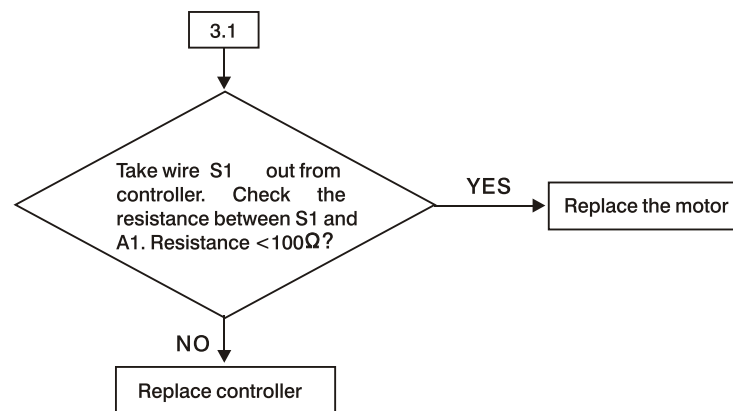 3.1
Take wire S1 out from
controller. Check the
resistance between S1 and
A1. Resistance <100Ω?
YES
Replace the motor
NO
Replace controller